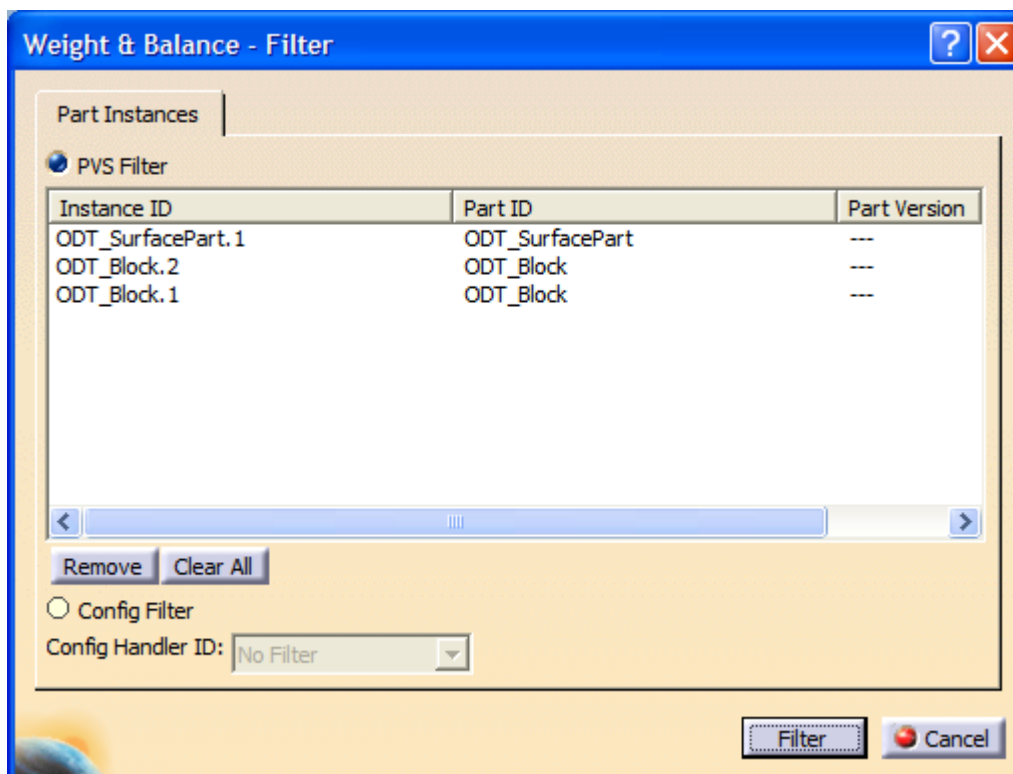 Weight & Balance - Filter
Part Instances
PVS Filter
Instance ID Part ID Part Version
ODT_SurfacePart.1 ODT_SurfacePart ---
ODT_Block.2 ODT_Block ---
ODT_Block.1 ODT_Block ---
Remove Clear All
Config Filter
Config Handler ID: No Filter
Filter Cancel